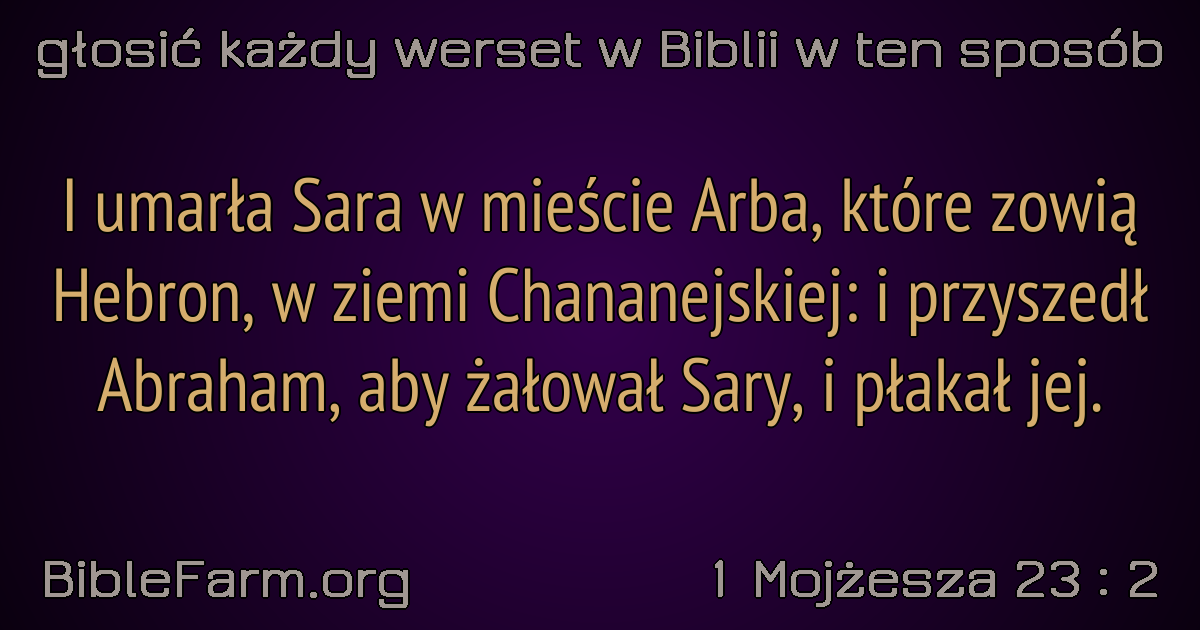 głosić każdy werset w Biblii w ten sposób
I umarła Sara w mieście Arba, które zowią
Hebron, w ziemi Chananejskiej: i przyszedł
Abraham, aby żałował Sary, i płakał jej.
BibleFarm.org
1 Mojżesza 23 : 2